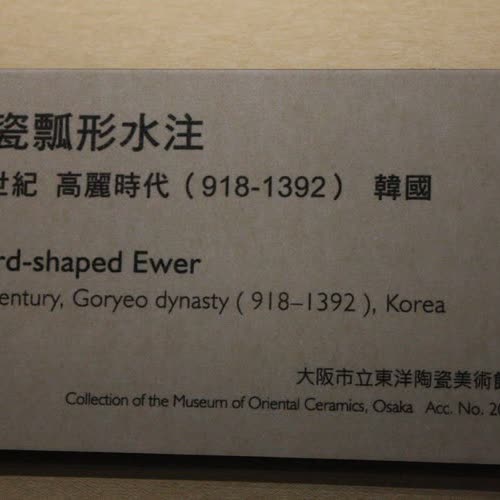 瓷瓢形水注
世紀 高麗時代（918-1392） 韓國
rd-shaped Ewer
entury, Goryeo dynasty ( 918–1392 ), Korea
大阪市立東洋陶瓷美術館
Collection of the Museum of Oriental Ceramics, Osaka Acc. No. 20